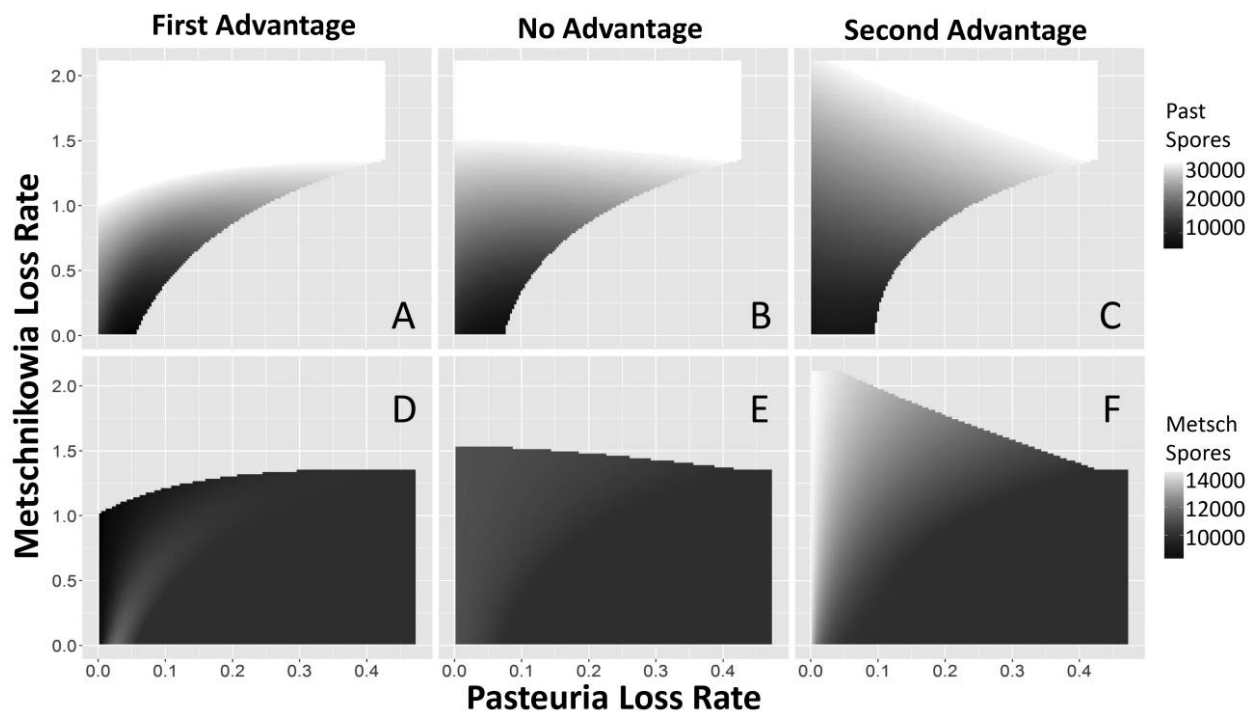 First Advantage No Advantage Second Advantage
Metschnikowia Loss Rate
2.0
1.5
1.0
0.5
0.0
A B C
Past
Spores
30000
20000
10000
2.0
1.5
1.0
0.5
0.0
D E F
Metsch
Spores
14000
12000
10000
0.0 0.1 0.2 0.3 0.4 0.0 0.1 0.2 0.3 0.4 0.0 0.1 0.2 0.3 0.4
Pasteuria Loss Rate